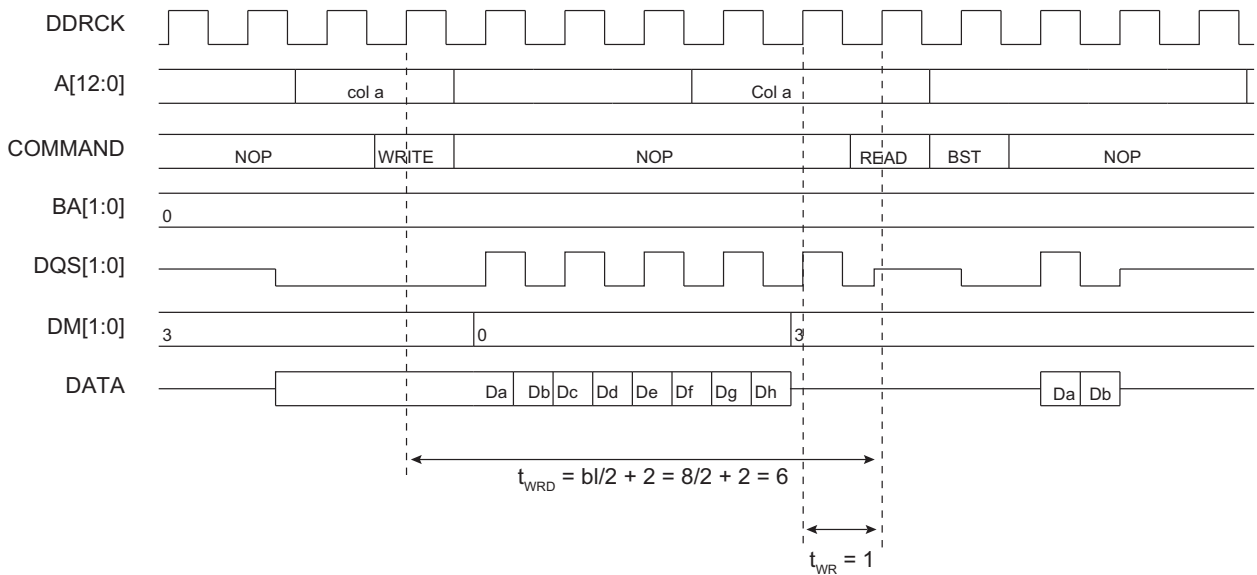 DDRCK
A[12:0] col a Col a
COMMAND NOP WRITE NOP READ BST NOP
BA[1:0] 0
DQS[1:0]
DM[1:0] 3 0 3
DATA Da Db Dc Dd De Df Dg Dh Da Db
tWRD = bl/2 + 2 = 8/2 + 2 = 6
tWR = 1